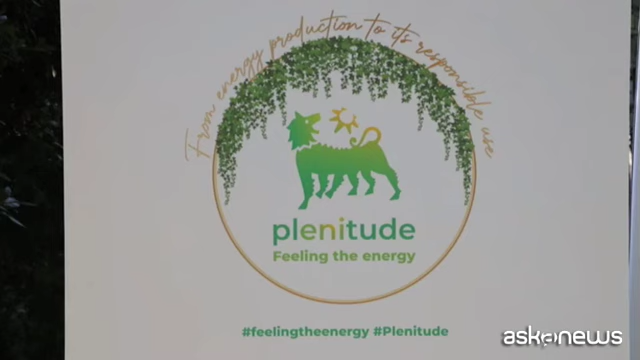 From energy production to its responsible use
plenitude
Feeling the energy
#feelingtheenergy #Plenitude
askanews